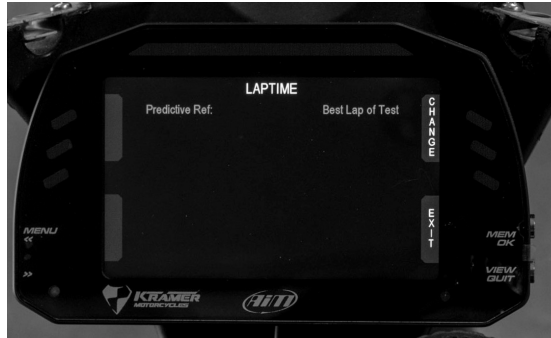 LAPTIME
Predictive Ref: Best Lap of Test
CHANGE
EXIT
MENU
<<
>>
MEM
OK
VIEW
QUIT
KRAMER
MOTORCYCLES
AiM